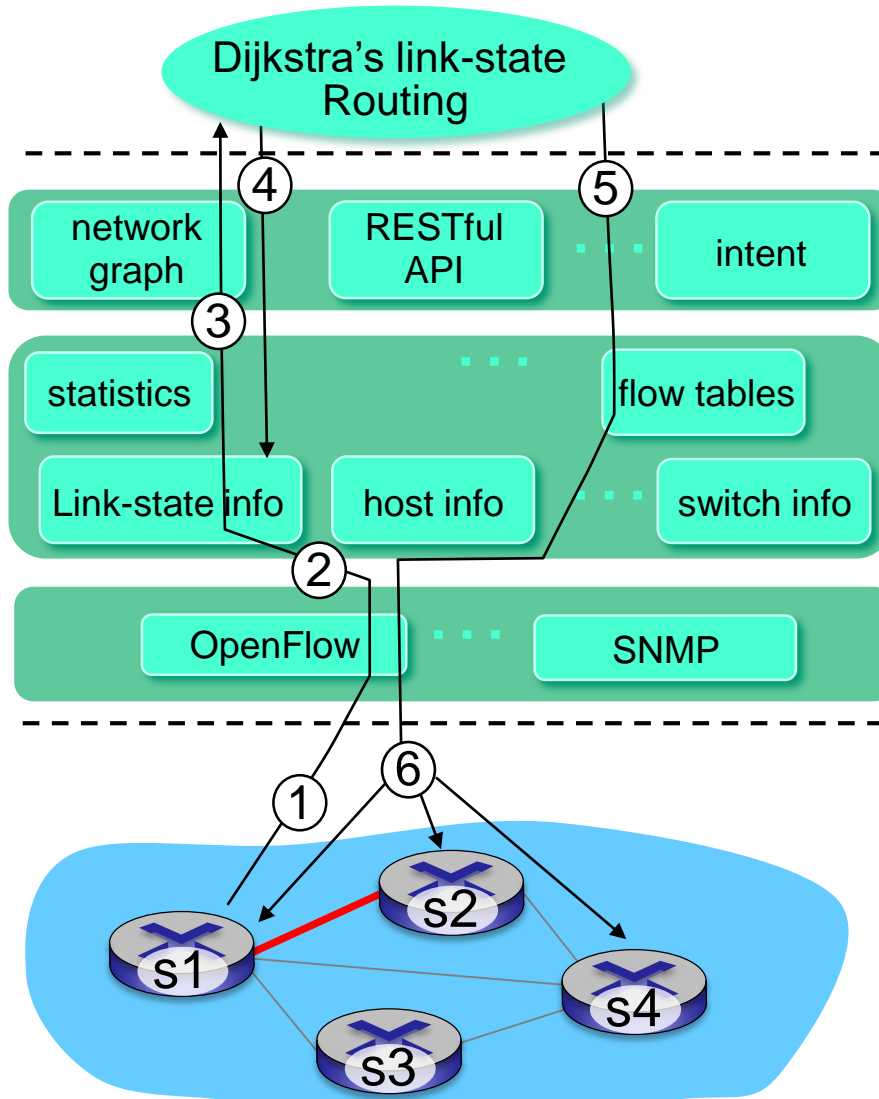 Dijkstra’s link-state
Routing
4
5
network
graph
RESTful
API
. . .
intent
3
statistics
. . .
flow tables
Link-state info
host info
. . .
switch info
2
OpenFlow
. . .
SNMP
1
6
s2
s1
s4
s3